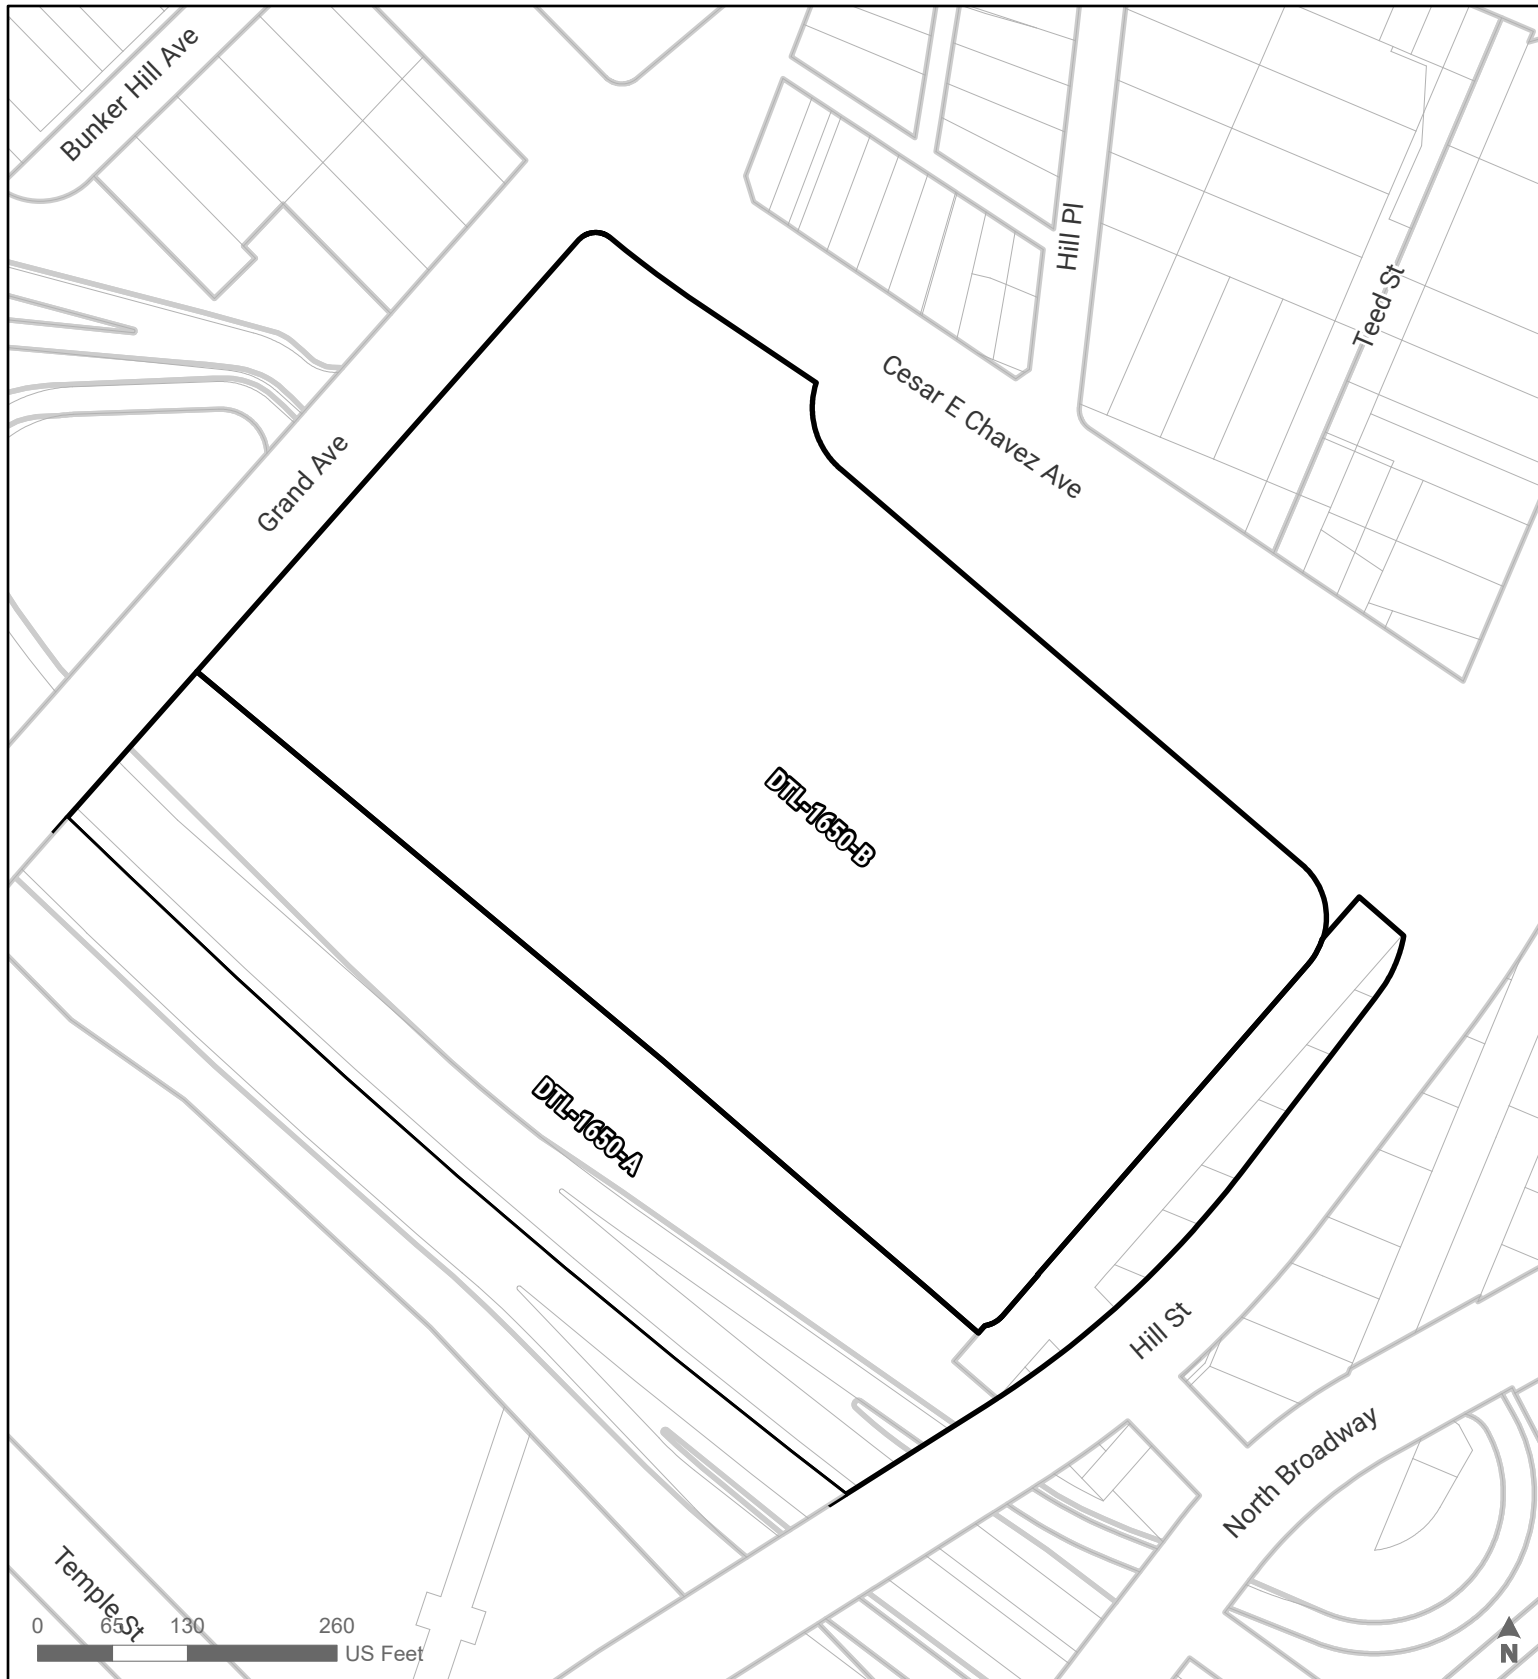 Bunker Hill Ave
Hill Pl
Teed St
Cesar E Chavez Ave
Grand Ave
DTL-1650-B
DTL-1650-A
Hill St
North Broadway
Temple St
0 65 130 260
US Feet
N